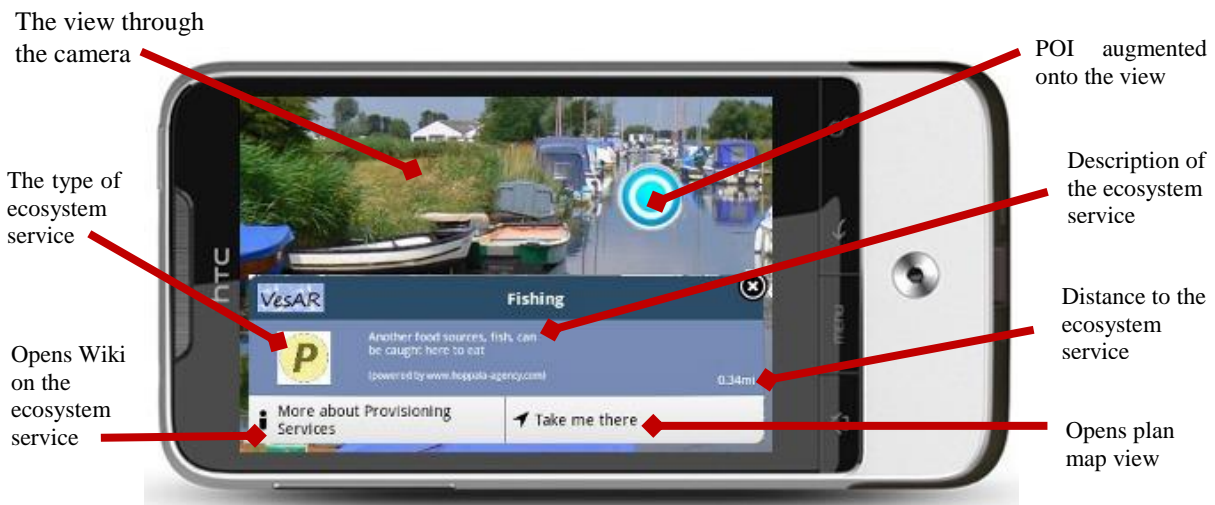 The view through
the camera
POI augmented
onto the view
The type of
ecosystem
service
Description of
the ecosystem
service
hTC
menu
VesAR
Fishing
P
Another food sources, fish, can
be caught here to eat
(powered by www.hoppala-agency.com)
0.34mi
Distance to the
ecosystem
service
Opens Wiki
on the
ecosystem
service
More about Provisioning
Services
Take me there
Opens plan
map view